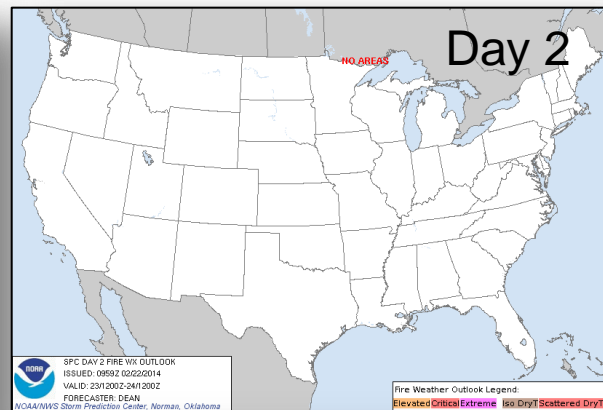 Day 2
NO AREAS
NOAA
SPC DAY 2 FIRE WX OUTLOOK
ISSUED: 0959Z 02/22/2014
VALID: 23/1200Z-24/1200Z
FORECASTER: DEAN
NOAA/NWS Storm Prediction Center, Norman, Oklahoma
Fire Weather Outlook Legend:
Elevated Critical Extreme Iso DryT Scattered DryT